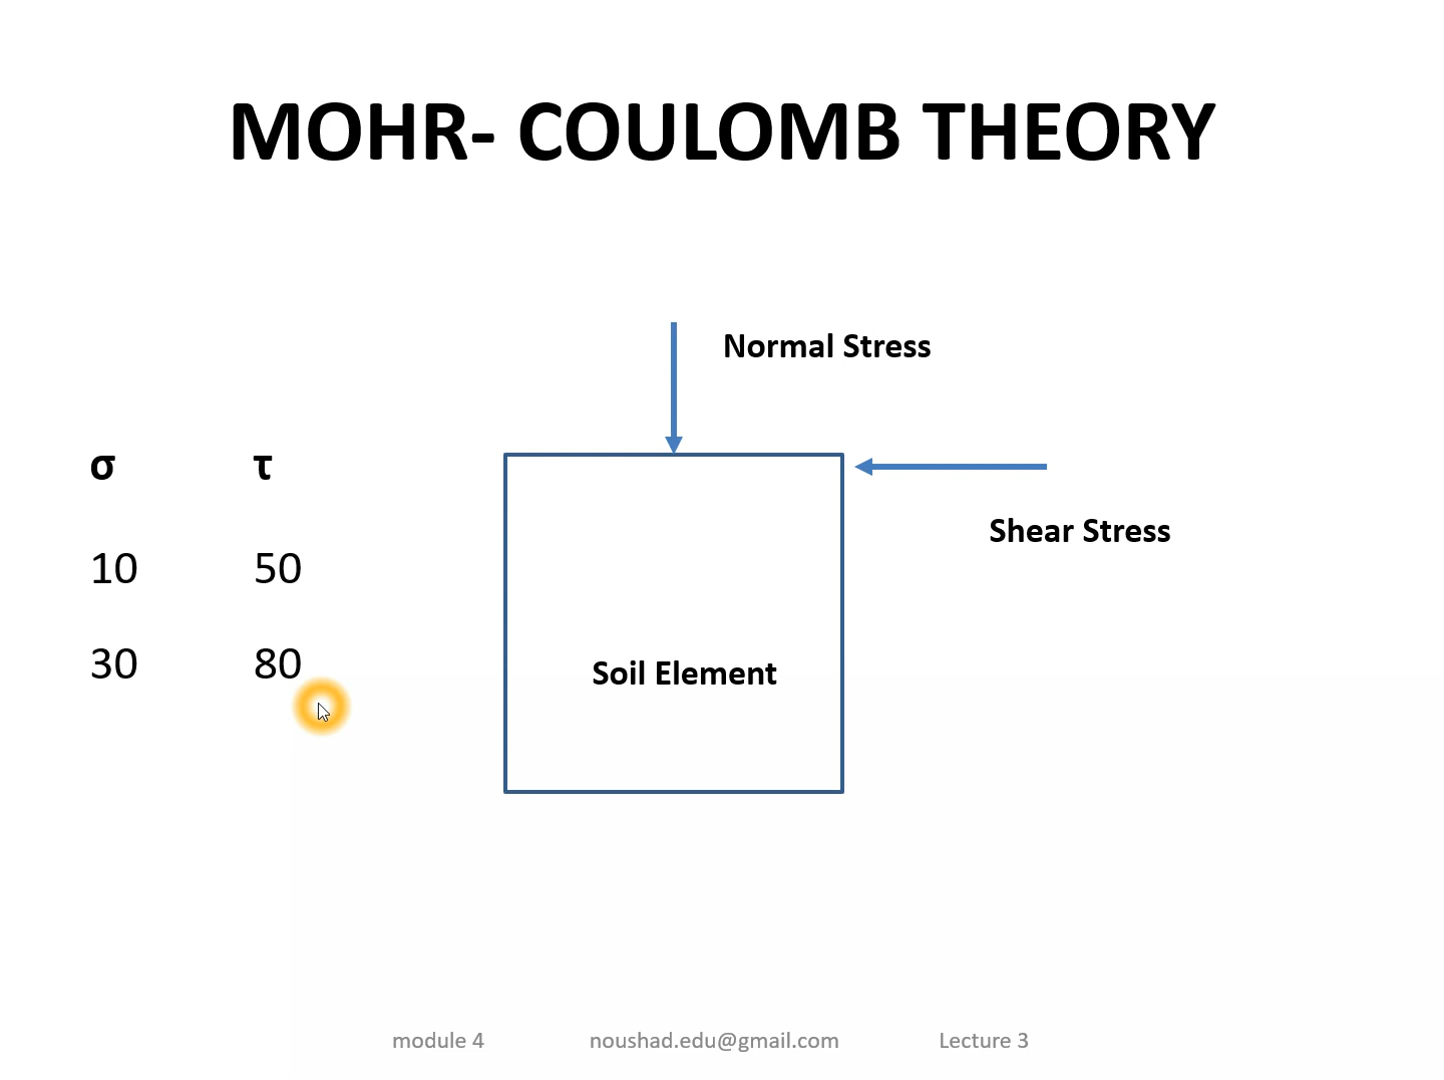 MOHR- COULOMB THEORY
Normal Stress
σ τ
Shear Stress
10 50
30 80
Soil Element
module 4 noushad.edu@gmail.com Lecture 3